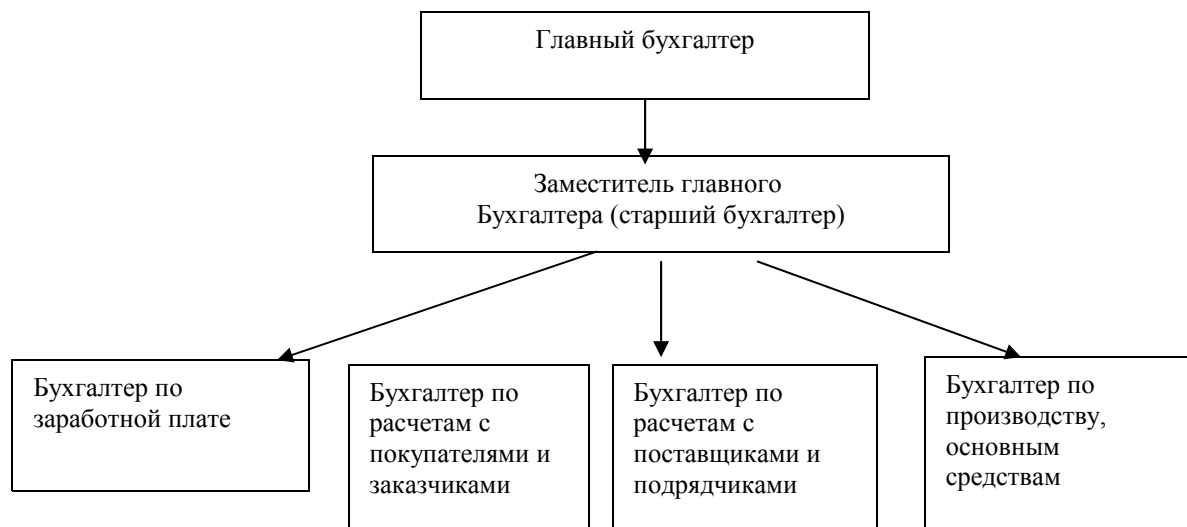 Главный бухгалтер
Заместитель главного
Бухгалтера (старший бухгалтер)
Бухгалтер по
заработной плате
Бухгалтер по
расчетам с
покупателями и
заказчиками
Бухгалтер по
расчетам с
поставщиками и
подрядчиками
Бухгалтер по
производству,
основным
средствам